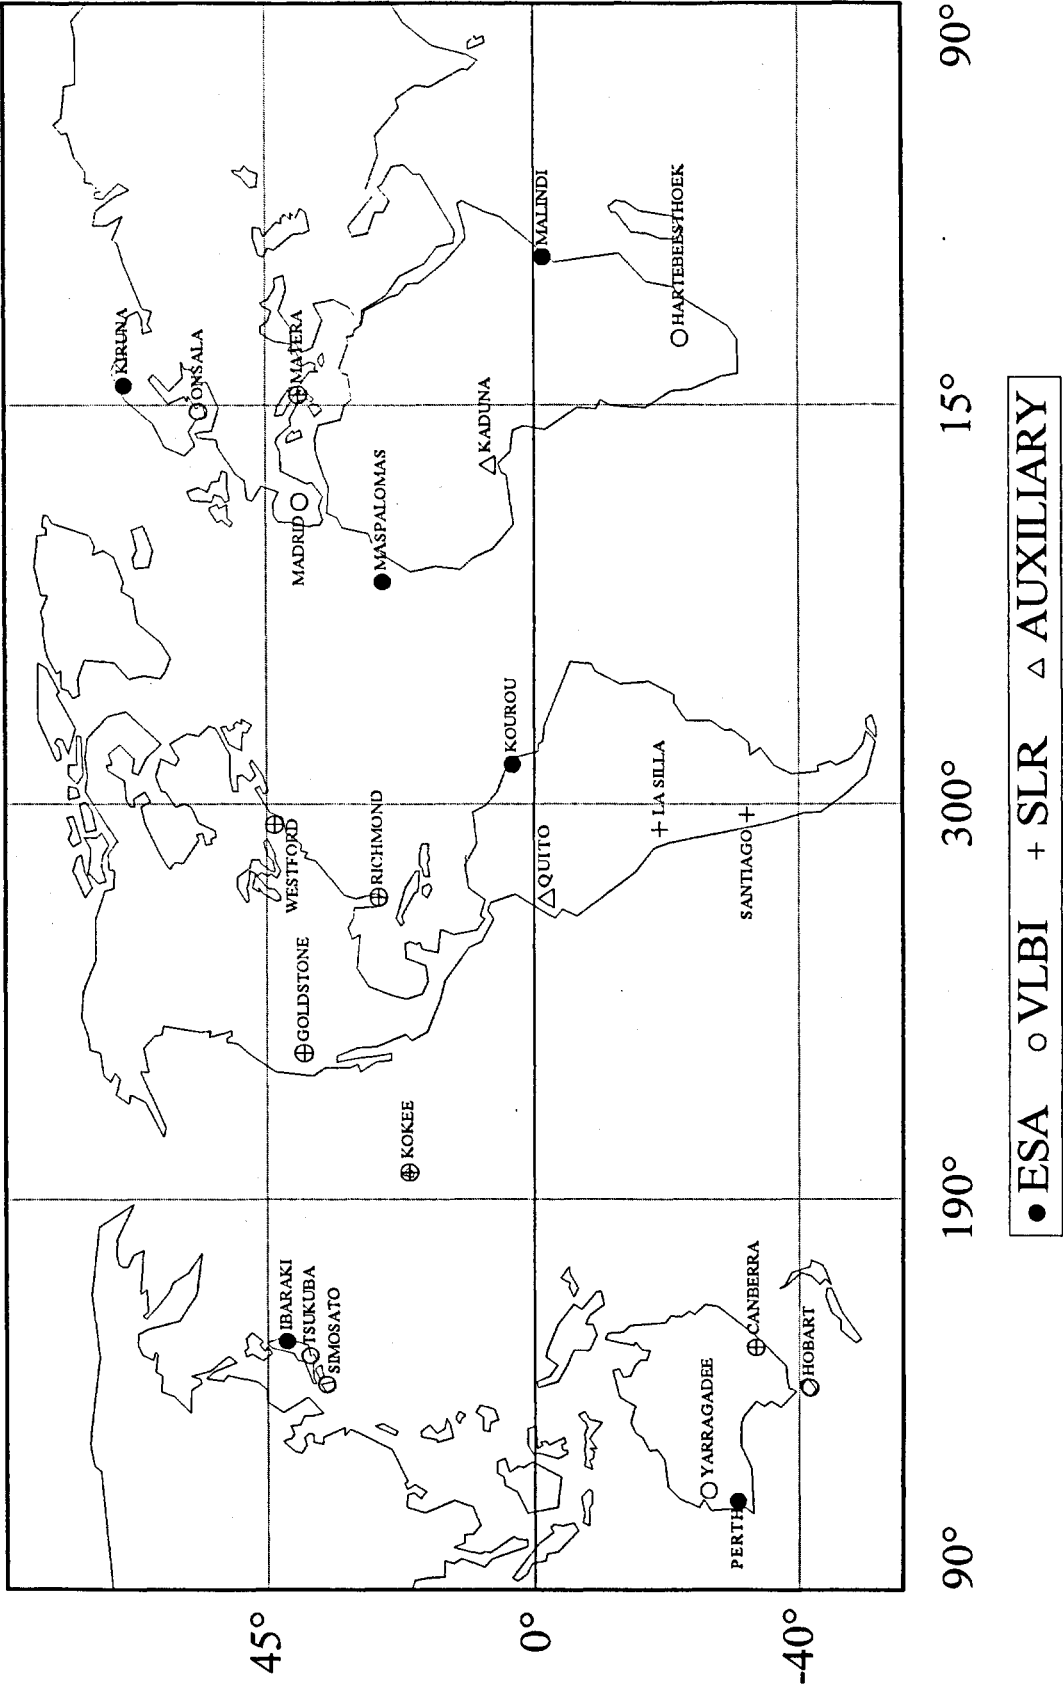 KIRUNA
ONSALA
MATERA
MADRID
MASPALOMAS
KADUNA
MALINDI
HARTEBEESTHOEK
WESTFORD
RICHMOND
GOLDSTONE
KOKEE
KOUROU
QUITO
LA SILLA
SANTIAGO
IBARAKI
TSUKUBA
SIMOSATO
YARRAGADEE
PERTH
CANBERRA
HOBART
45°
0°
-40°
90°
190°
300°
15°
90°
● ESA ○ VLBI + SLR △ AUXILIARY